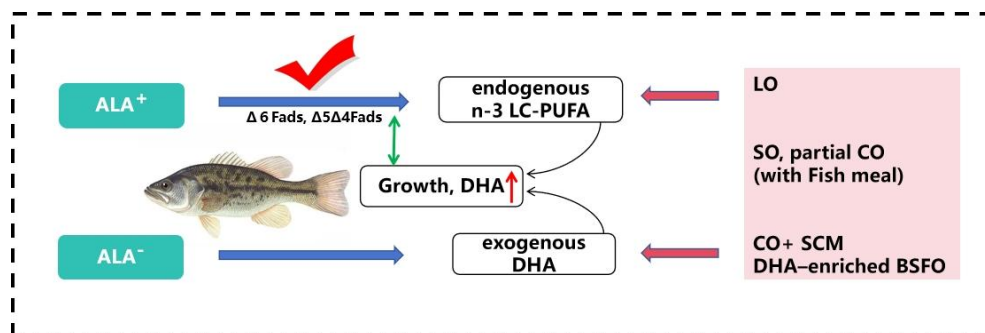 ALA⁺
Δ 6 Fads, Δ5Δ4Fads
endogenous
n-3 LC-PUFA
LO
SO, partial CO
(with Fish meal)
Growth, DHA
ALA⁻
exogenous
DHA
CO+ SCM
DHA–enriched BSFO